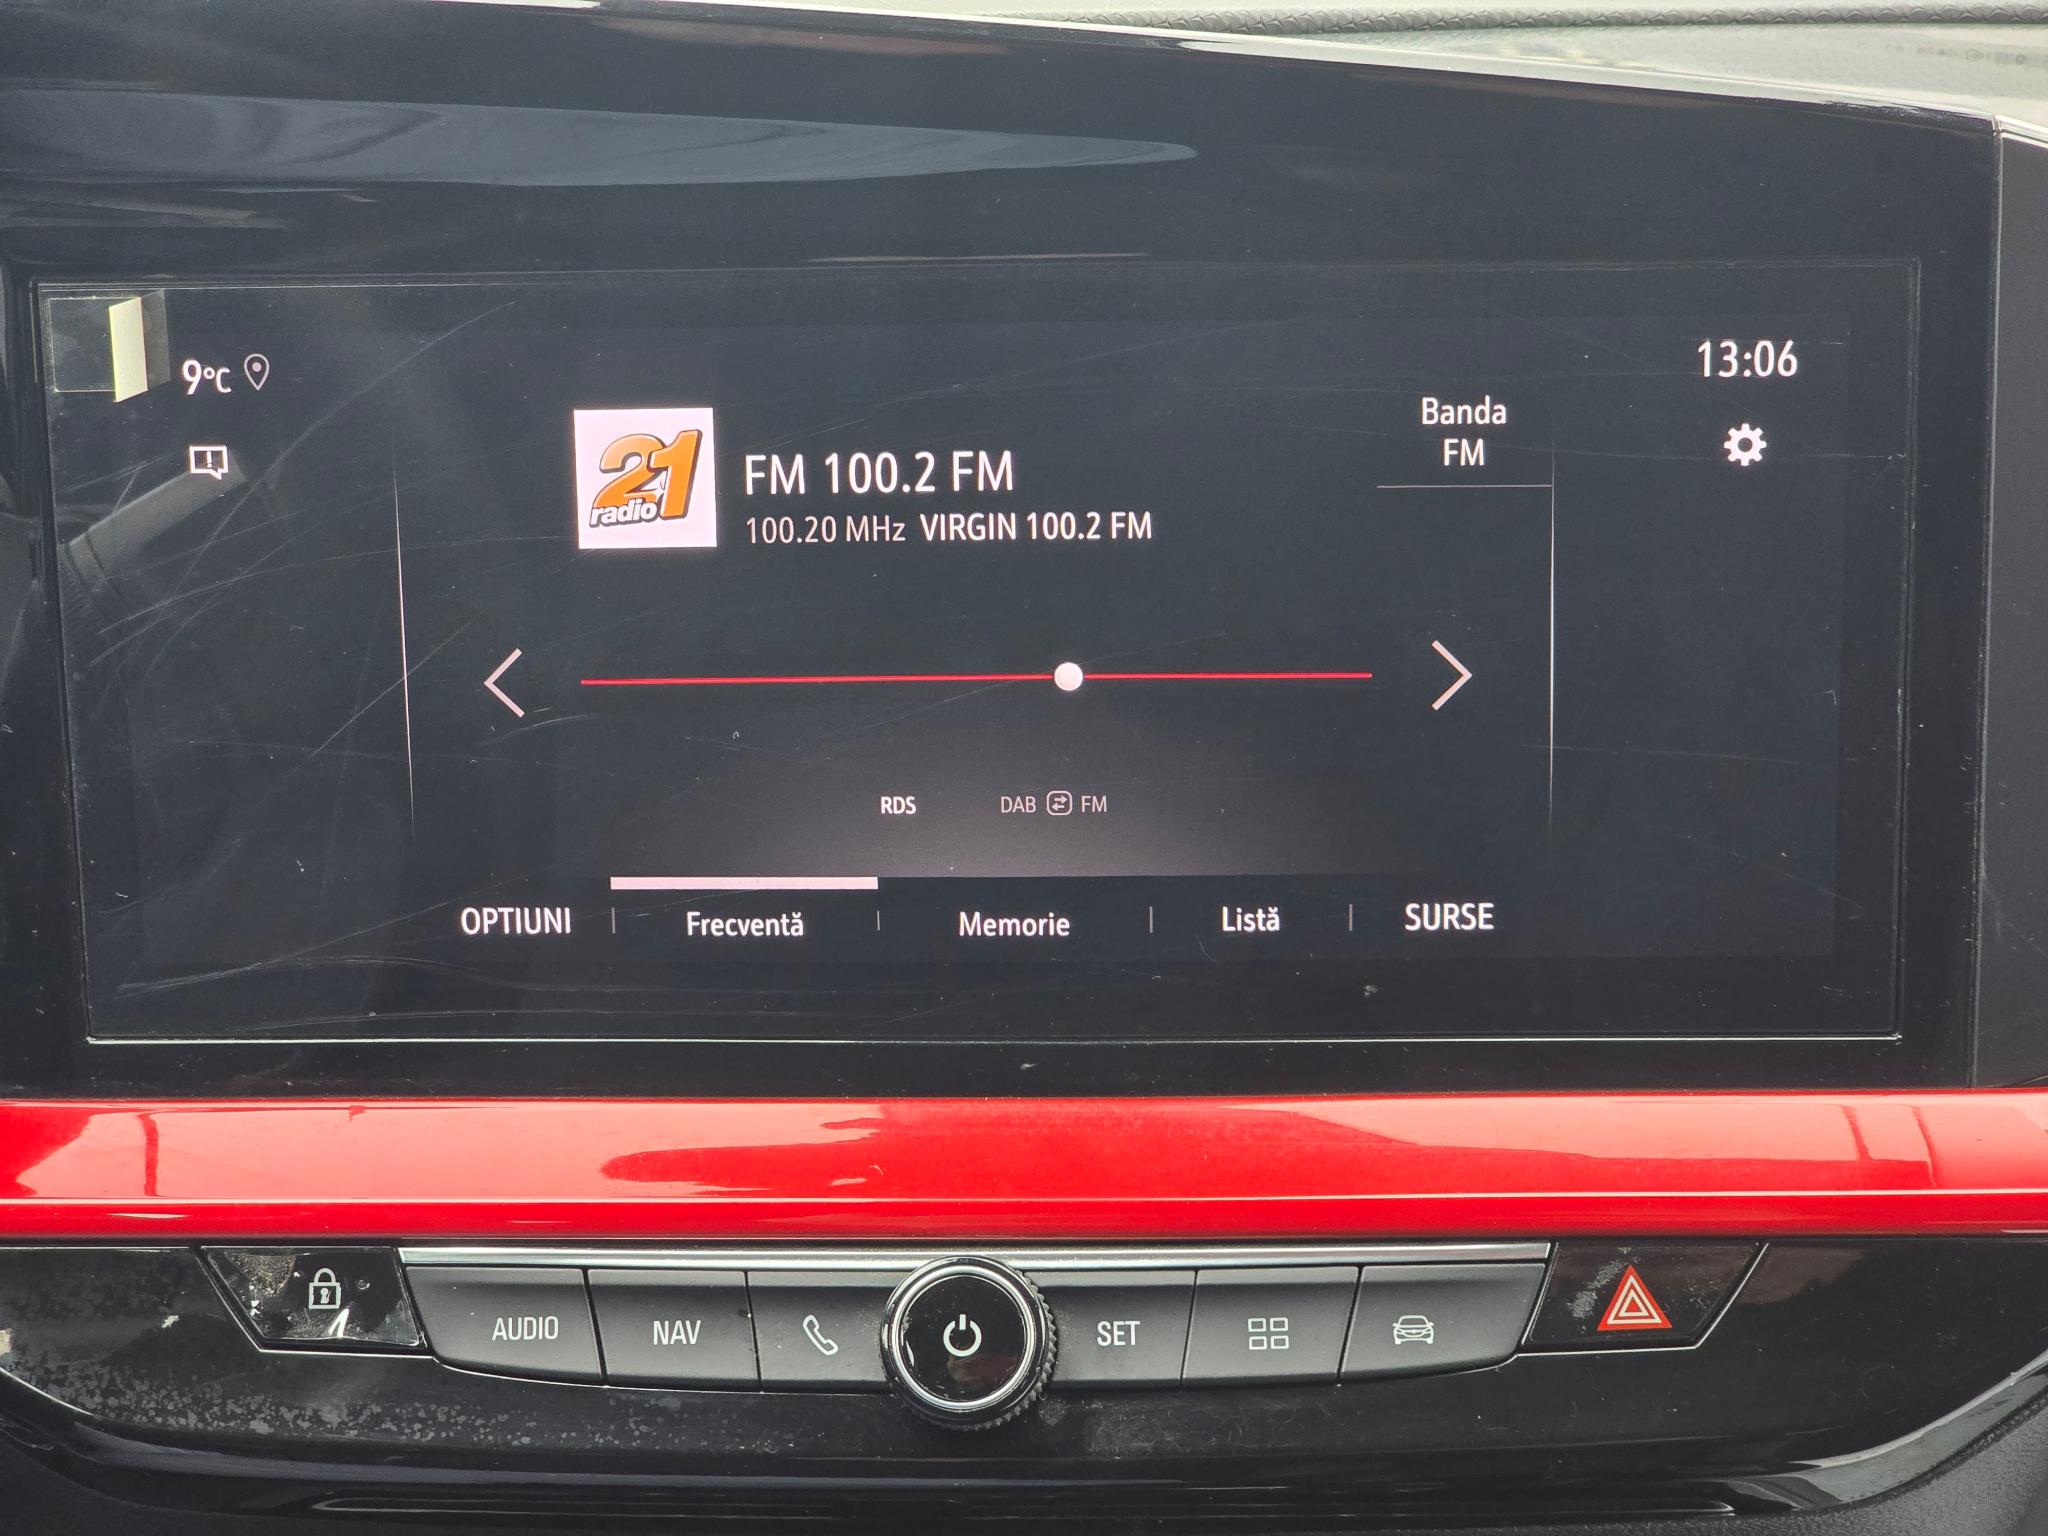 9°C
13:06
Banda
FM
21
radio
FM 100.2 FM
100.20 MHz VIRGIN 100.2 FM
RDS
DAB FM
OPTIUNI
Frecventă
Memorie
Listă
SURSE
AUDIO
NAV
SET